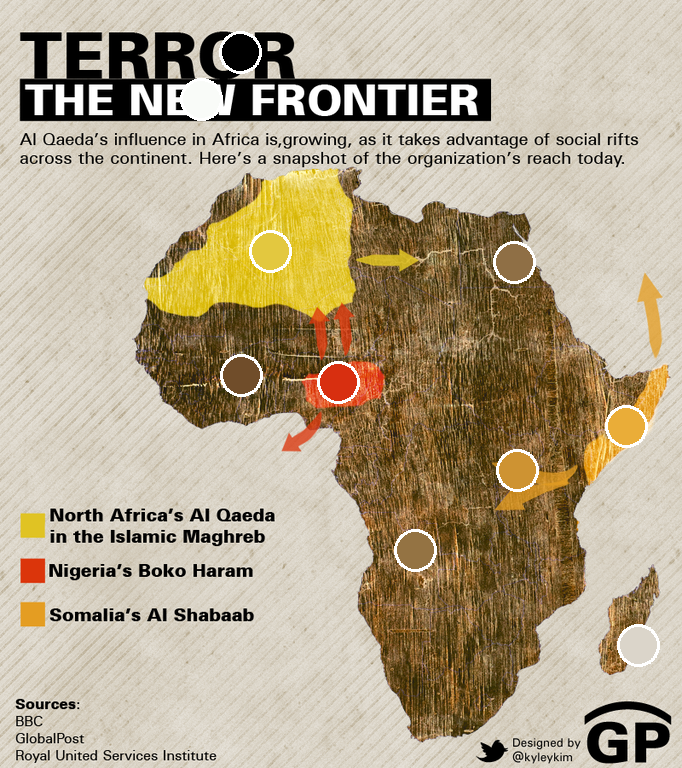 TERROR
THE NEW FRONTIER
Al Qaeda's influence in Africa is,growing, as it takes advantage of social rifts
across the continent. Here's a snapshot of the organization's reach today.
North Africa's Al Qaeda
in the Islamic Maghreb
Nigeria's Boko Haram
Somalia's Al Shabaab
Sources:
BBC
GlobalPost
Royal United Services Institute
Designed by
@kyleykim
GP